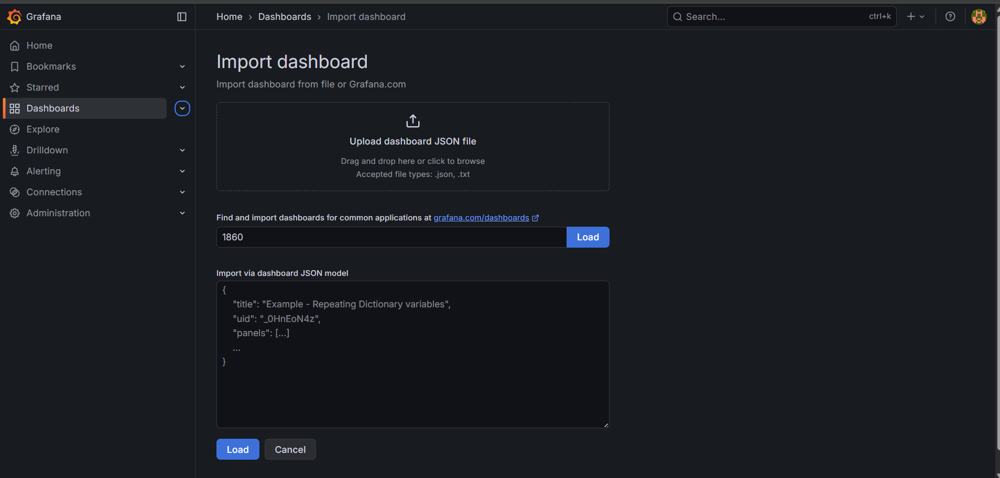 Grafana
Home › Dashboards › Import dashboard
Search...
ctrl+k
Home
Bookmarks
Starred
Dashboards
Explore
Drilldown
Alerting
Connections
Administration
Import dashboard
Import dashboard from file or Grafana.com
Upload dashboard JSON file
Drag and drop here or click to browse
Accepted file types: .json, .txt
Find and import dashboards for common applications at grafana.com/dashboards
1860
Load
Import via dashboard JSON model
{
"title": "Example - Repeating Dictionary variables",
"uid": "_0HnEoN4z",
"panels": [...]
...
}
Load
Cancel